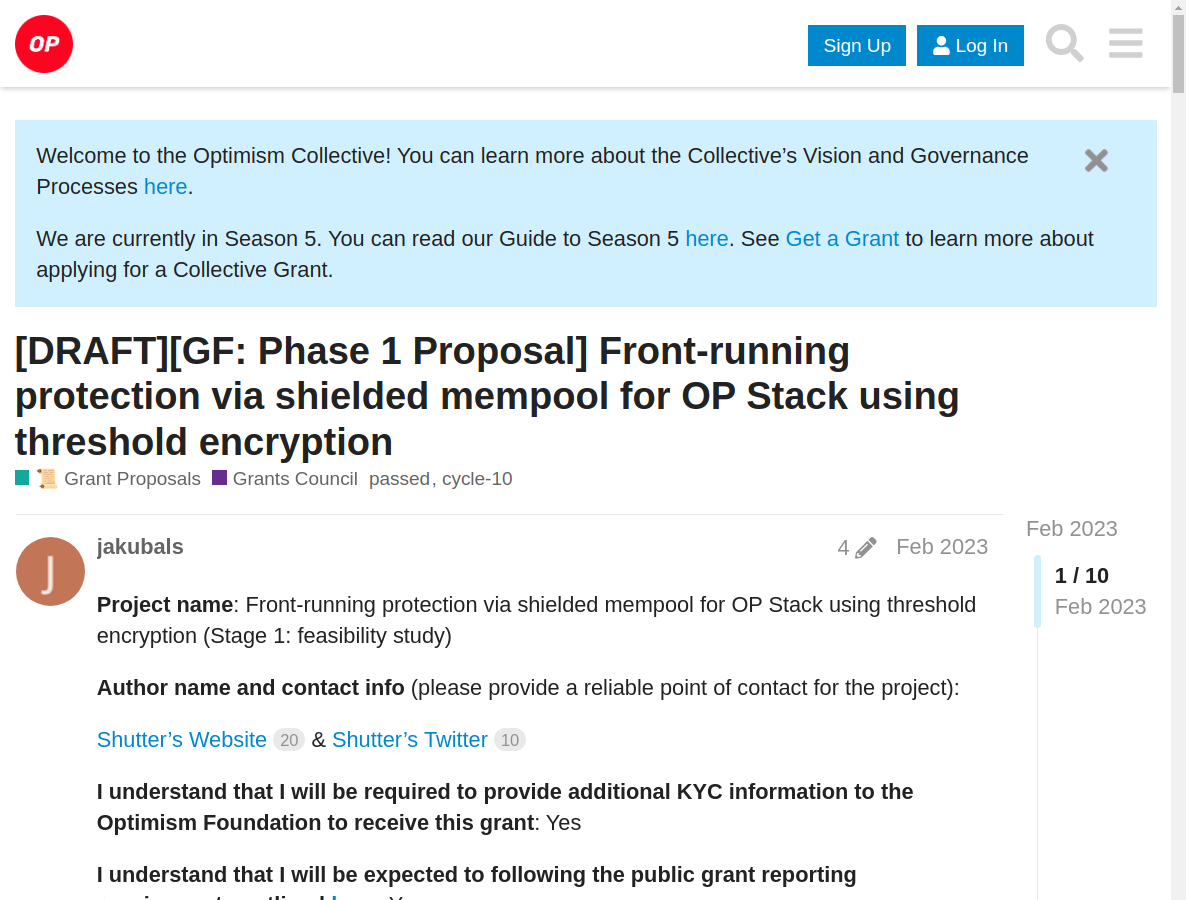 OP
Sign Up
Log In
Welcome to the Optimism Collective! You can learn more about the Collective’s Vision and Governance
Processes here.
We are currently in Season 5. You can read our Guide to Season 5 here. See Get a Grant to learn more about
applying for a Collective Grant.
[DRAFT][GF: Phase 1 Proposal] Front-running
protection via shielded mempool for OP Stack using
threshold encryption
📜 Grant Proposals Grants Council passed, cycle-10
J
jakubals
4
Feb 2023
Project name: Front-running protection via shielded mempool for OP Stack using threshold
encryption (Stage 1: feasibility study)
Author name and contact info (please provide a reliable point of contact for the project):
Shutter’s Website 20 & Shutter’s Twitter 10
I understand that I will be required to provide additional KYC information to the
Optimism Foundation to receive this grant: Yes
I understand that I will be expected to following the public grant reporting
Feb 2023
1 / 10
Feb 2023